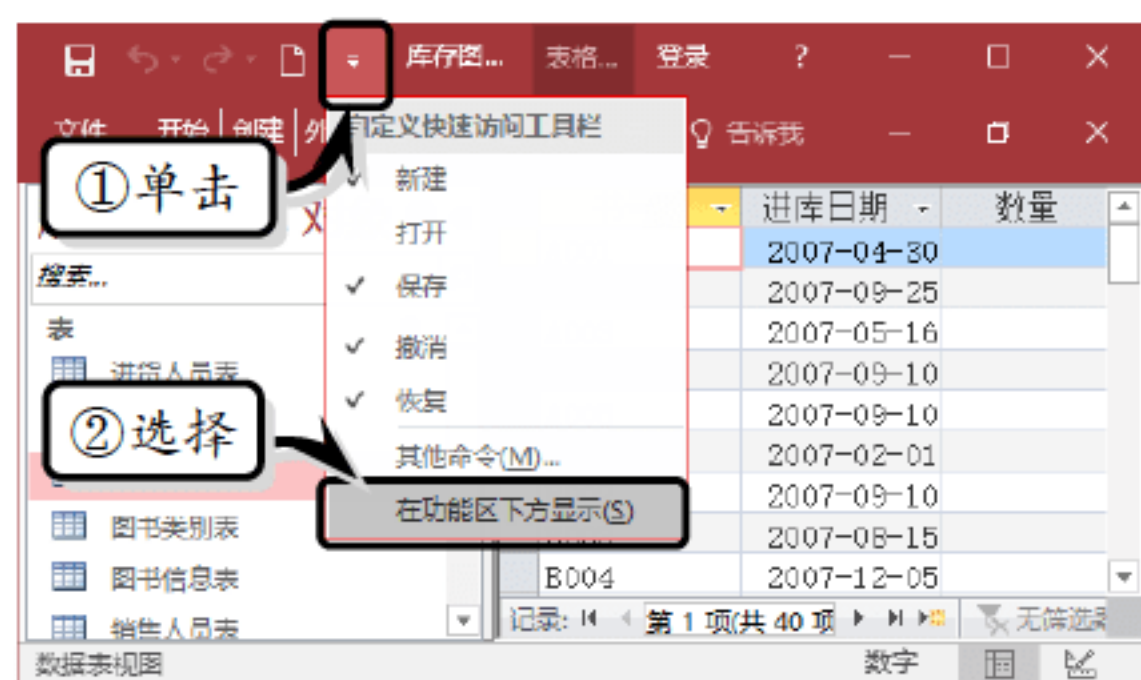 库存图... 表格... 登录 ?
文件 开始 创建 外 告诉我
自定义快速访问工具栏
①单击
新建
打开
保存
撤消
恢复
其他命令(M)...
在功能区下方显示(S)
②选择
搜索...
表
进货人员表
图书类别表
图书信息表
销售人员表
进库日期 数量
2007-04-30
2007-09-25
2007-05-16
2007-09-10
2007-09-10
2007-02-01
2007-09-10
2007-08-15
B004 2007-12-05
记录: 第 1 项(共 40 项 无筛选
数据表视图 数字